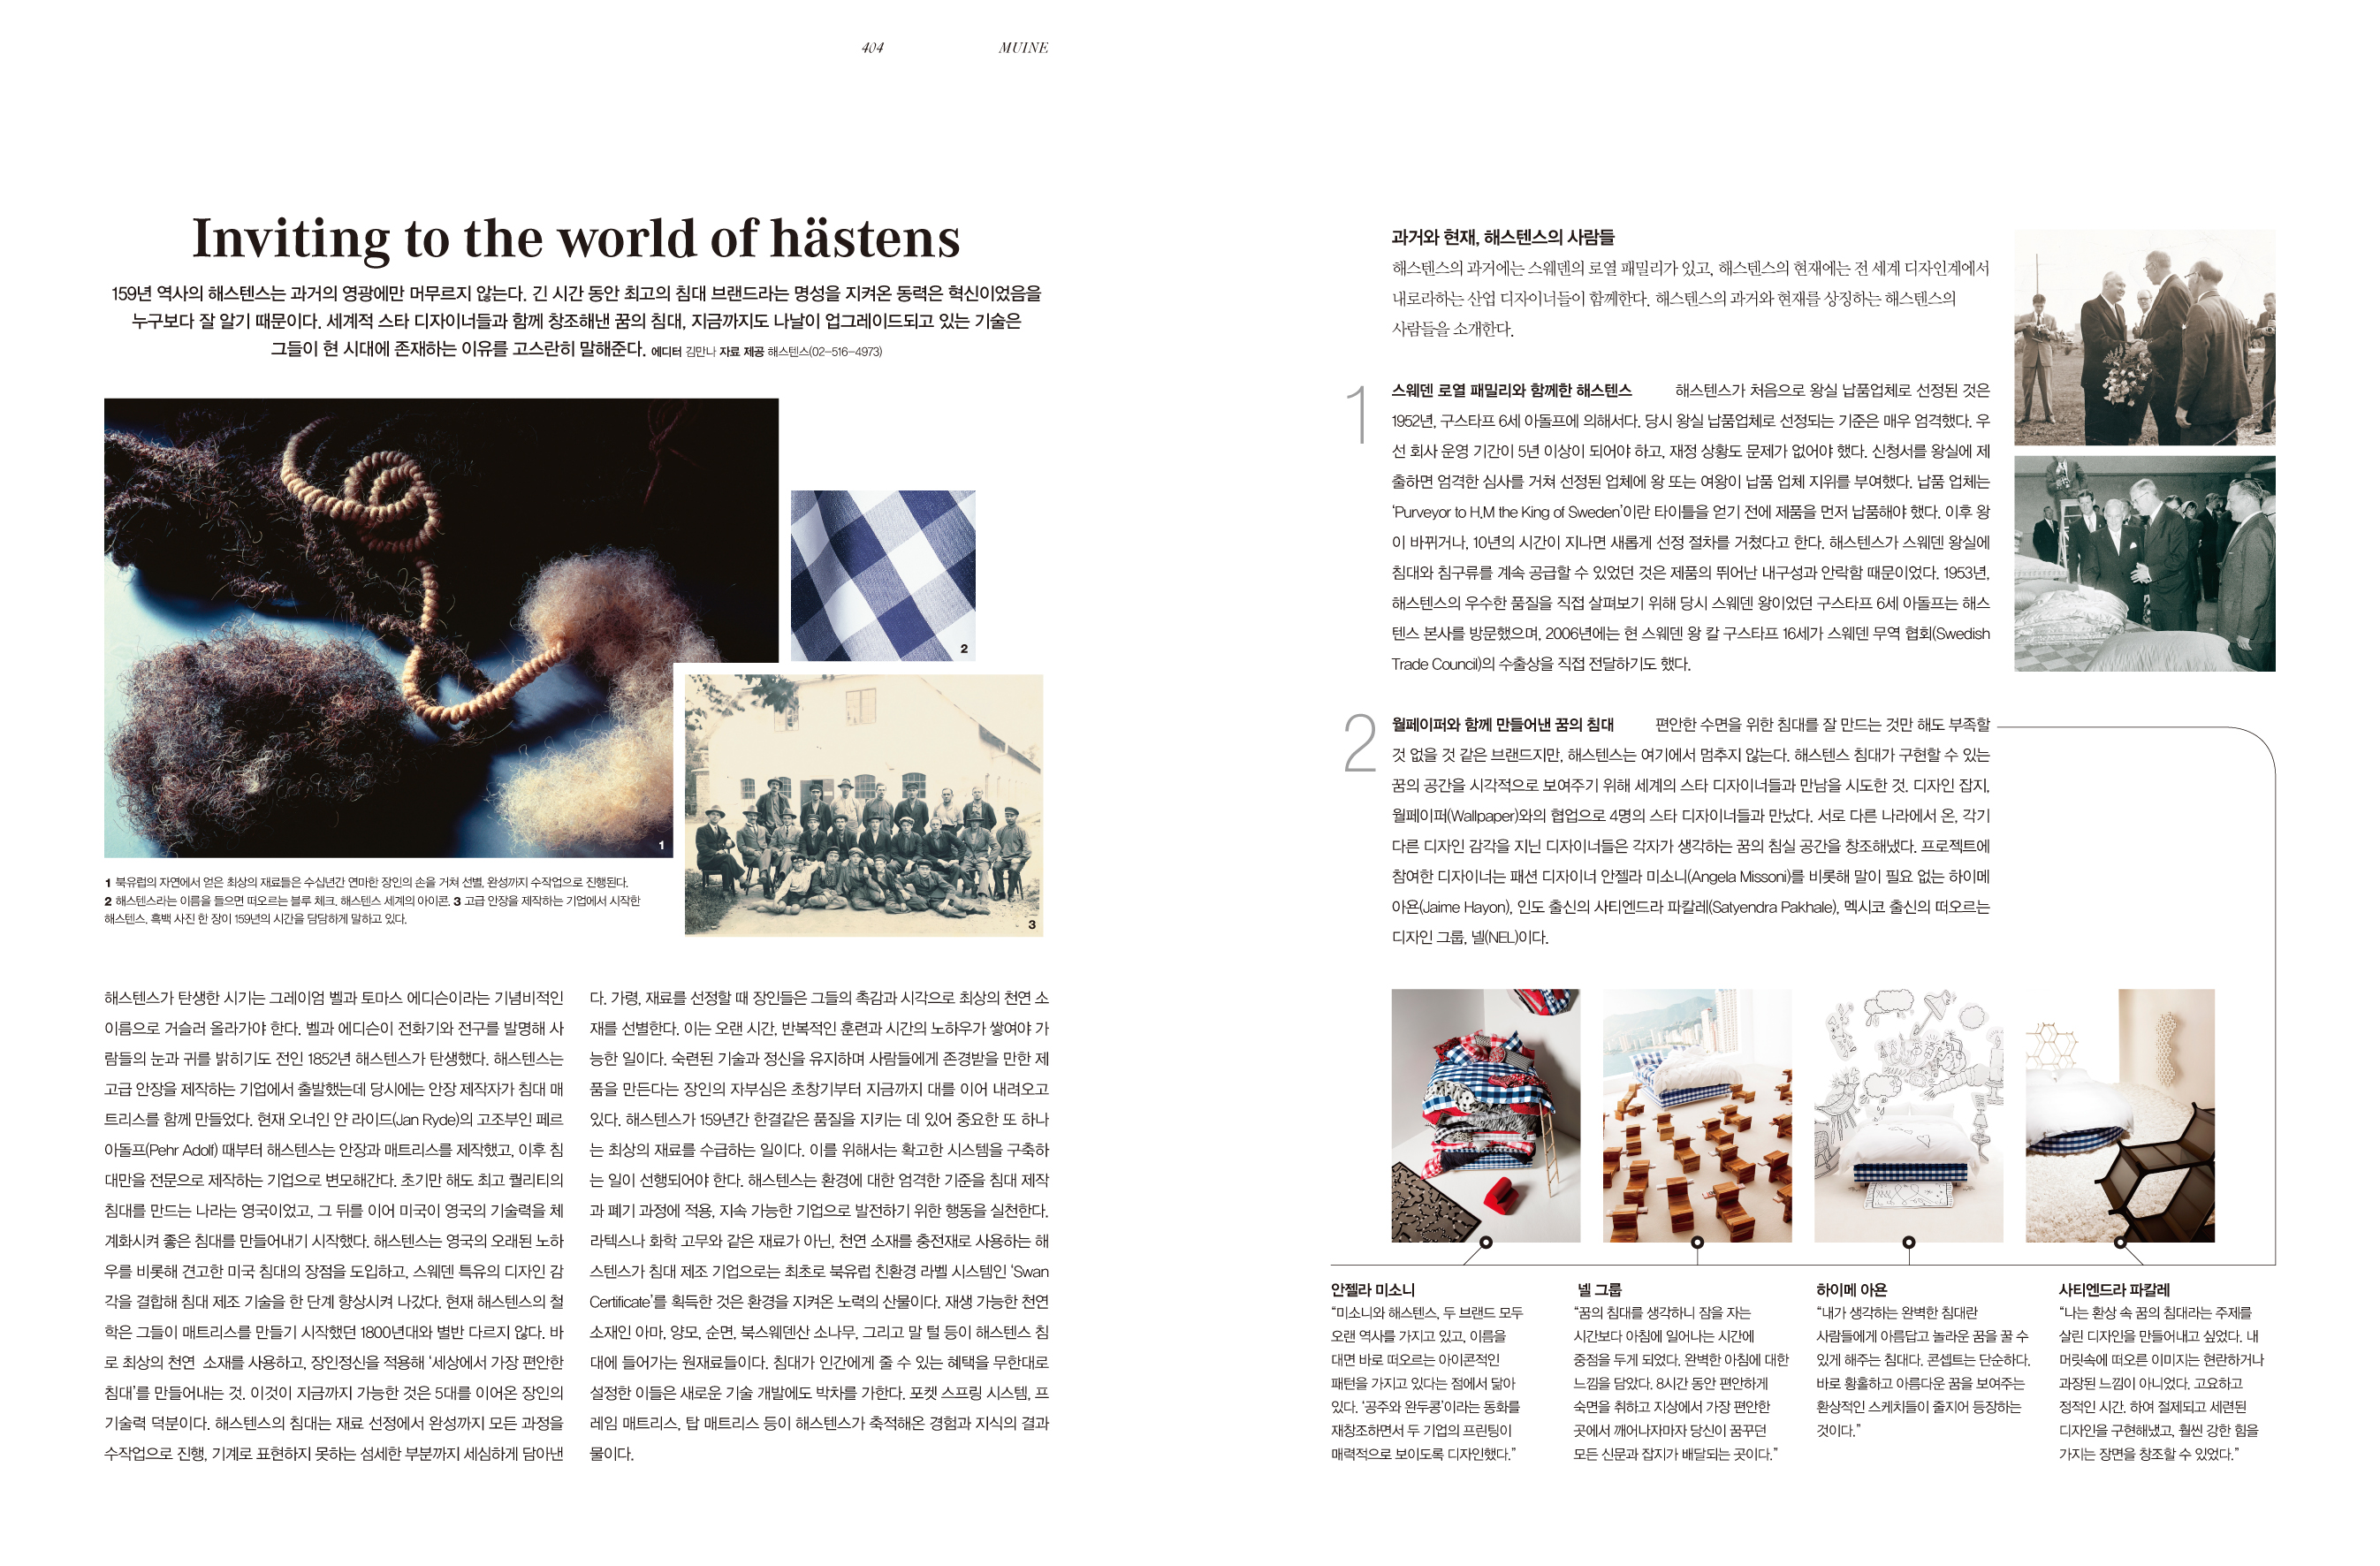 404 MUINE
Inviting to the world of hästens
159년 역사의 해스텐스는 과거의 영광에만 머무르지 않는다. 긴 시간 동안 최고의 침대 브랜드라는 명성을 지켜온 동력은 혁신이었음을
누구보다 잘 알기 때문이다. 세계적 스타 디자이너들과 함께 창조해낸 꿈의 침대, 지금까지도 나날이 업그레이드되고 있는 기술은
그들이 현 시대에 존재하는 이유를 고스란히 말해준다. 에디터 김만나 자료 제공 해스텐스(02-516-4973)
1
2
3
1 북유럽의 자연에서 얻은 최상의 재료들은 수십년간 연마한 장인의 손을 거쳐 선별, 완성까지 수작업으로 진행된다.
2 해스텐스라는 이름을 들으면 떠오르는 블루 체크. 해스텐스 세계의 아이콘. 3 고급 안장을 제작하는 기업에서 시작한
해스텐스. 흑백 사진 한 장이 159년의 시간을 담담하게 말하고 있다.
해스텐스가 탄생한 시기는 그레이엄 벨과 토마스 에디슨이라는 기념비적인
이름으로 거슬러 올라가야 한다. 벨과 에디슨이 전화기와 전구를 발명해 사
람들의 눈과 귀를 밝히기도 전인 1852년 해스텐스가 탄생했다. 해스텐스는
고급 안장을 제작하는 기업에서 출발했는데 당시에는 안장 제작자가 침대 매
트리스를 함께 만들었다. 현재 오너인 얀 라이드(Jan Ryde)의 고조부인 페르
아돌프(Pehr Adolf) 때부터 해스텐스는 안장과 매트리스를 제작했고, 이후 침
대만을 전문으로 제작하는 기업으로 변모해간다. 초기만 해도 최고 퀄리티의
침대를 만드는 나라는 영국이었고, 그 뒤를 이어 미국이 영국의 기술력을 체
계화시켜 좋은 침대를 만들어내기 시작했다. 해스텐스는 영국의 오래된 노하
우를 비롯해 견고한 미국 침대의 장점을 도입하고, 스웨덴 특유의 디자인 감
각을 결합해 침대 제조 기술을 한 단계 향상시켜 나갔다. 현재 해스텐스의 철
학은 그들이 매트리스를 만들기 시작했던 1800년대와 별반 다르지 않다. 바
로 최상의 천연 소재를 사용하고, 장인정신을 적용해 ‘세상에서 가장 편안한
침대’를 만들어내는 것. 이것이 지금까지 가능한 것은 5대를 이어온 장인의
기술력 덕분이다. 해스텐스의 침대는 재료 선정에서 완성까지 모든 과정을
수작업으로 진행, 기계로 표현하지 못하는 섬세한 부분까지 세심하게 담아낸
다. 가령, 재료를 선정할 때 장인들은 그들의 촉감과 시각으로 최상의 천연 소
재를 선별한다. 이는 오랜 시간, 반복적인 훈련과 시간의 노하우가 쌓여야 가
능한 일이다. 숙련된 기술과 정신을 유지하며 사람들에게 존경받을 만한 제
품을 만든다는 장인의 자부심은 초창기부터 지금까지 대를 이어 내려오고
있다. 해스텐스가 159년간 한결같은 품질을 지키는 데 있어 중요한 또 하나
는 최상의 재료를 수급하는 일이다. 이를 위해서는 확고한 시스템을 구축하
는 일이 선행되어야 한다. 해스텐스는 환경에 대한 엄격한 기준을 침대 제작
과 폐기 과정에 적용, 지속 가능한 기업으로 발전하기 위한 행동을 실천한다.
라텍스나 화학 고무와 같은 재료가 아닌, 천연 소재를 충전재로 사용하는 해
스텐스가 침대 제조 기업으로는 최초로 북유럽 친환경 라벨 시스템인 ‘Swan
Certificate’를 획득한 것은 환경을 지켜온 노력의 산물이다. 재생 가능한 천연
소재인 아마, 양모, 순면, 북스웨덴산 소나무, 그리고 말 털 등이 해스텐스 침
대에 들어가는 원재료들이다. 침대가 인간에게 줄 수 있는 혜택을 무한대로
설정한 이들은 새로운 기술 개발에도 박차를 가한다. 포켓 스프링 시스템, 프
레임 매트리스, 탑 매트리스 등이 해스텐스가 축적해온 경험과 지식의 결과
물이다.
과거와 현재, 해스텐스의 사람들
해스텐스의 과거에는 스웨덴의 로열 패밀리가 있고, 해스텐스의 현재에는 전 세계 디자인계에서
내로라하는 산업 디자이너들이 함께한다. 해스텐스의 과거와 현재를 상징하는 해스텐스의
사람들을 소개한다.
1 스웨덴 로열 패밀리와 함께한 해스텐스 해스텐스가 처음으로 왕실 납품업체로 선정된 것은
1952년, 구스타프 6세 아돌프에 의해서다. 당시 왕실 납품업체로 선정되는 기준은 매우 엄격했다. 우
선 회사 운영 기간이 5년 이상이 되어야 하고, 재정 상황도 문제가 없어야 했다. 신청서를 왕실에 제
출하면 엄격한 심사를 거쳐 선정된 업체에 왕 또는 여왕이 납품 업체 지위를 부여했다. 납품 업체는
‘Purveyor to H.M the King of Sweden’이란 타이틀을 얻기 전에 제품을 먼저 납품해야 했다. 이후 왕
이 바뀌거나, 10년의 시간이 지나면 새롭게 선정 절차를 거쳤다고 한다. 해스텐스가 스웨덴 왕실에
침대와 침구류를 계속 공급할 수 있었던 것은 제품의 뛰어난 내구성과 안락함 때문이었다. 1953년,
해스텐스의 우수한 품질을 직접 살펴보기 위해 당시 스웨덴 왕이었던 구스타프 6세 아돌프는 해스
텐스 본사를 방문했으며, 2006년에는 현 스웨덴 왕 칼 구스타프 16세가 스웨덴 무역 협회(Swedish
Trade Council)의 수출상을 직접 전달하기도 했다.
2 월페이퍼와 함께 만들어낸 꿈의 침대 편안한 수면을 위한 침대를 잘 만드는 것만 해도 부족할
것 없을 것 같은 브랜드지만, 해스텐스는 여기에서 멈추지 않는다. 해스텐스 침대가 구현할 수 있는
꿈의 공간을 시각적으로 보여주기 위해 세계의 스타 디자이너들과 만남을 시도한 것. 디자인 잡지,
월페이퍼(Wallpaper)와의 협업으로 4명의 스타 디자이너들과 만났다. 서로 다른 나라에서 온, 각기
다른 디자인 감각을 지닌 디자이너들은 각자가 생각하는 꿈의 침실 공간을 창조해냈다. 프로젝트에
참여한 디자이너는 패션 디자이너 안젤라 미소니(Angela Missoni)를 비롯해 말이 필요 없는 하이메
아욘(Jaime Hayon), 인도 출신의 사티엔드라 파칼레(Satyendra Pakhale), 멕시코 출신의 떠오르는
디자인 그룹, 넬(NEL)이다.
안젤라 미소니
“미소니와 해스텐스, 두 브랜드 모두
오랜 역사를 가지고 있고, 이름을
대면 바로 떠오르는 아이콘적인
패턴을 가지고 있다는 점에서 닮아
있다. ‘공주와 완두콩’이라는 동화를
재창조하면서 두 기업의 프린팅이
매력적으로 보이도록 디자인했다.”
넬 그룹
“꿈의 침대를 생각하니 잠을 자는
시간보다 아침에 일어나는 시간에
중점을 두게 되었다. 완벽한 아침에 대한
느낌을 담았다. 8시간 동안 편안하게
숙면을 취하고 지상에서 가장 편안한
곳에서 깨어나자마자 당신이 꿈꾸던
모든 신문과 잡지가 배달되는 곳이다.”
하이메 아욘
“내가 생각하는 완벽한 침대란
사람들에게 아름답고 놀라운 꿈을 꿀 수
있게 해주는 침대다. 콘셉트는 단순하다.
바로 황홀하고 아름다운 꿈을 보여주는
환상적인 스케치들이 줄지어 등장하는
것이다.”
사티엔드라 파칼레
“나는 환상 속 꿈의 침대라는 주제를
살린 디자인을 만들어내고 싶었다. 내
머릿속에 떠오른 이미지는 현란하거나
과장된 느낌이 아니었다. 고요하고
정적인 시간, 하여 절제되고 세련된
디자인을 구현해냈고, 훨씬 강한 힘을
가지는 장면을 창조할 수 있었다.”